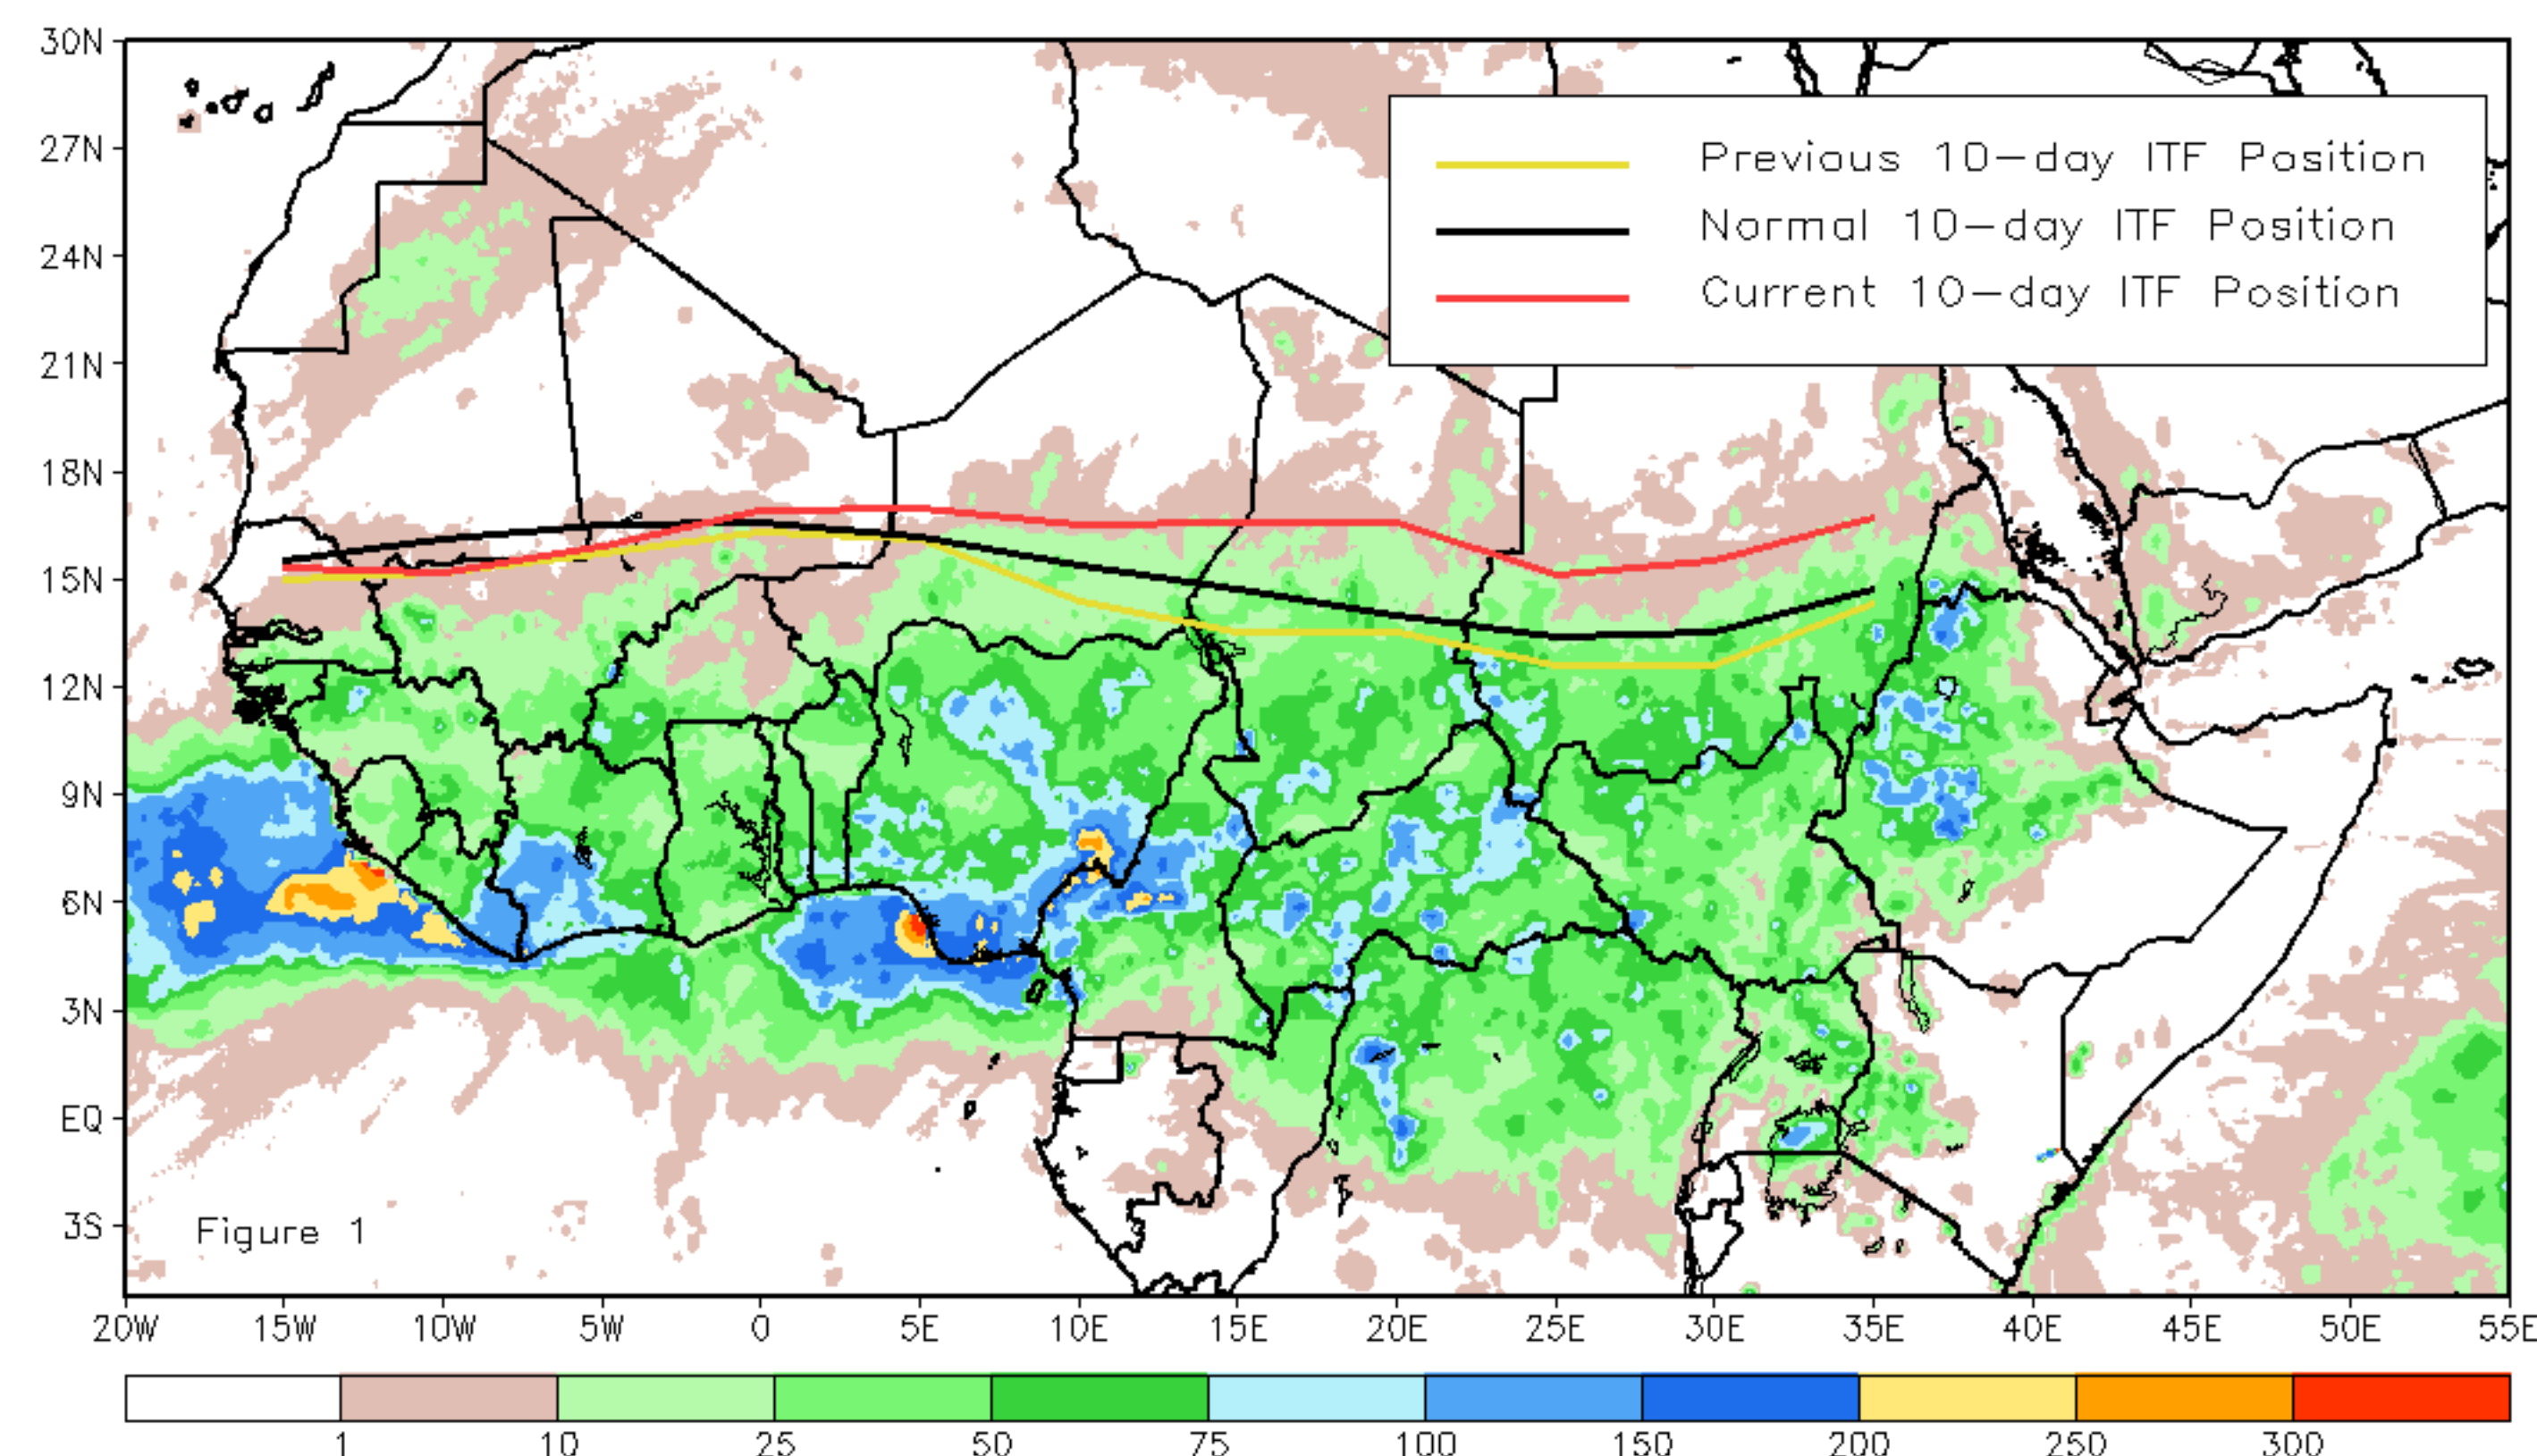 30N
27N
24N
21N
18N
15N
12N
9N
6N
3N
EQ
3S
Previous 10-day ITF Position
Normal 10-day ITF Position
Current 10-day ITF Position
Figure 1
20W 15W 10W 5W 0 5E 10E 15E 20E 25E 30E 35E 40E 45E 50E 55E
1 10 25 50 75 100 150 200 250 300